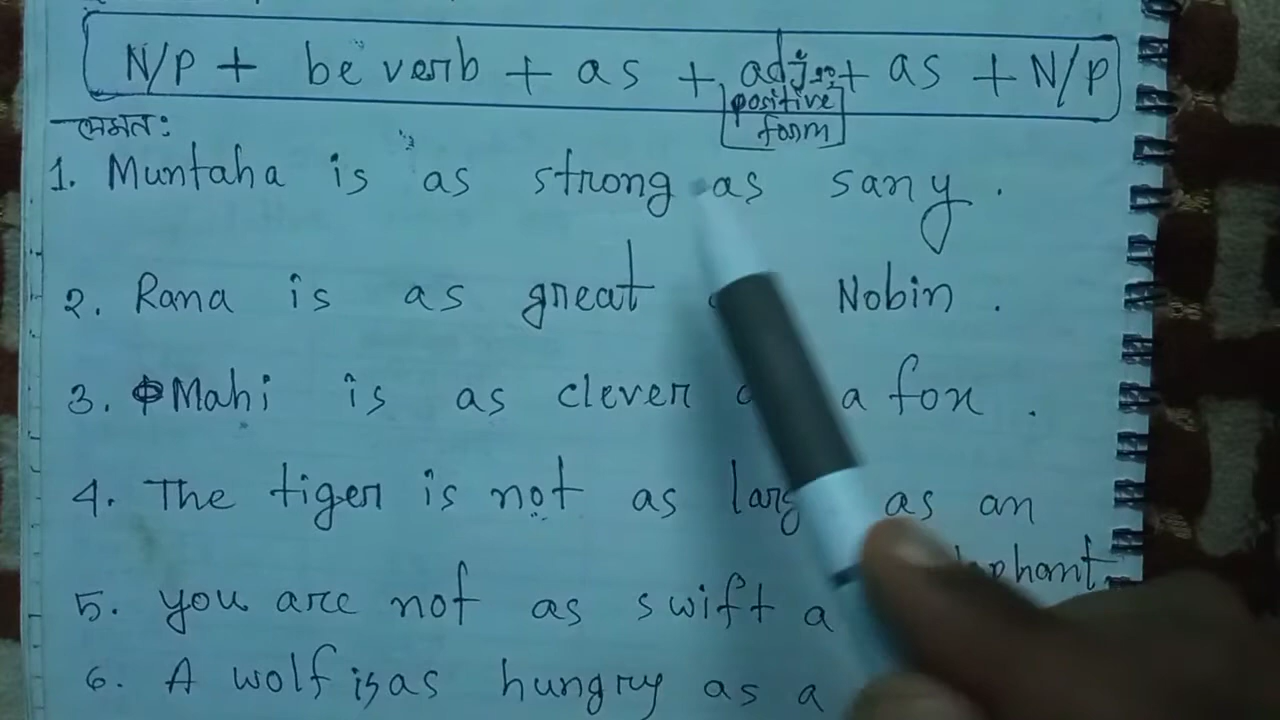 N/P + be verb + as + adj + as + N/P
positive
form
যেমন:
1. Muntaha is as strong as sany.
2. Rana is as great Nobin.
3. Mahi is as clever a fox.
4. The tiger is not as as an
5. you are not as swift
6. A wolf is as hungry as a